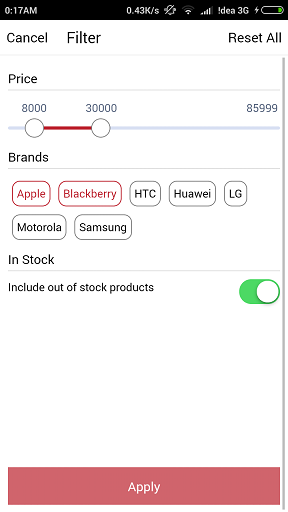 0:17AM 0.43K/s !dea 3G
Cancel Filter Reset All
Price
8000 30000 85999
Brands
Apple Blackberry HTC Huawei LG
Motorola Samsung
In Stock
Include out of stock products
Apply